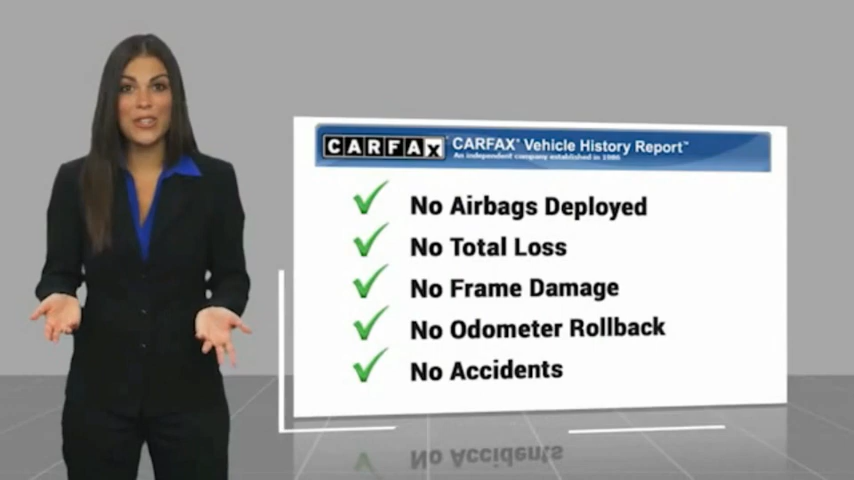 CARFAX CARFAX® Vehicle History Report™
An independent company established in 1986
No Airbags Deployed
No Total Loss
No Frame Damage
No Odometer Rollback
No Accidents
No Accidents